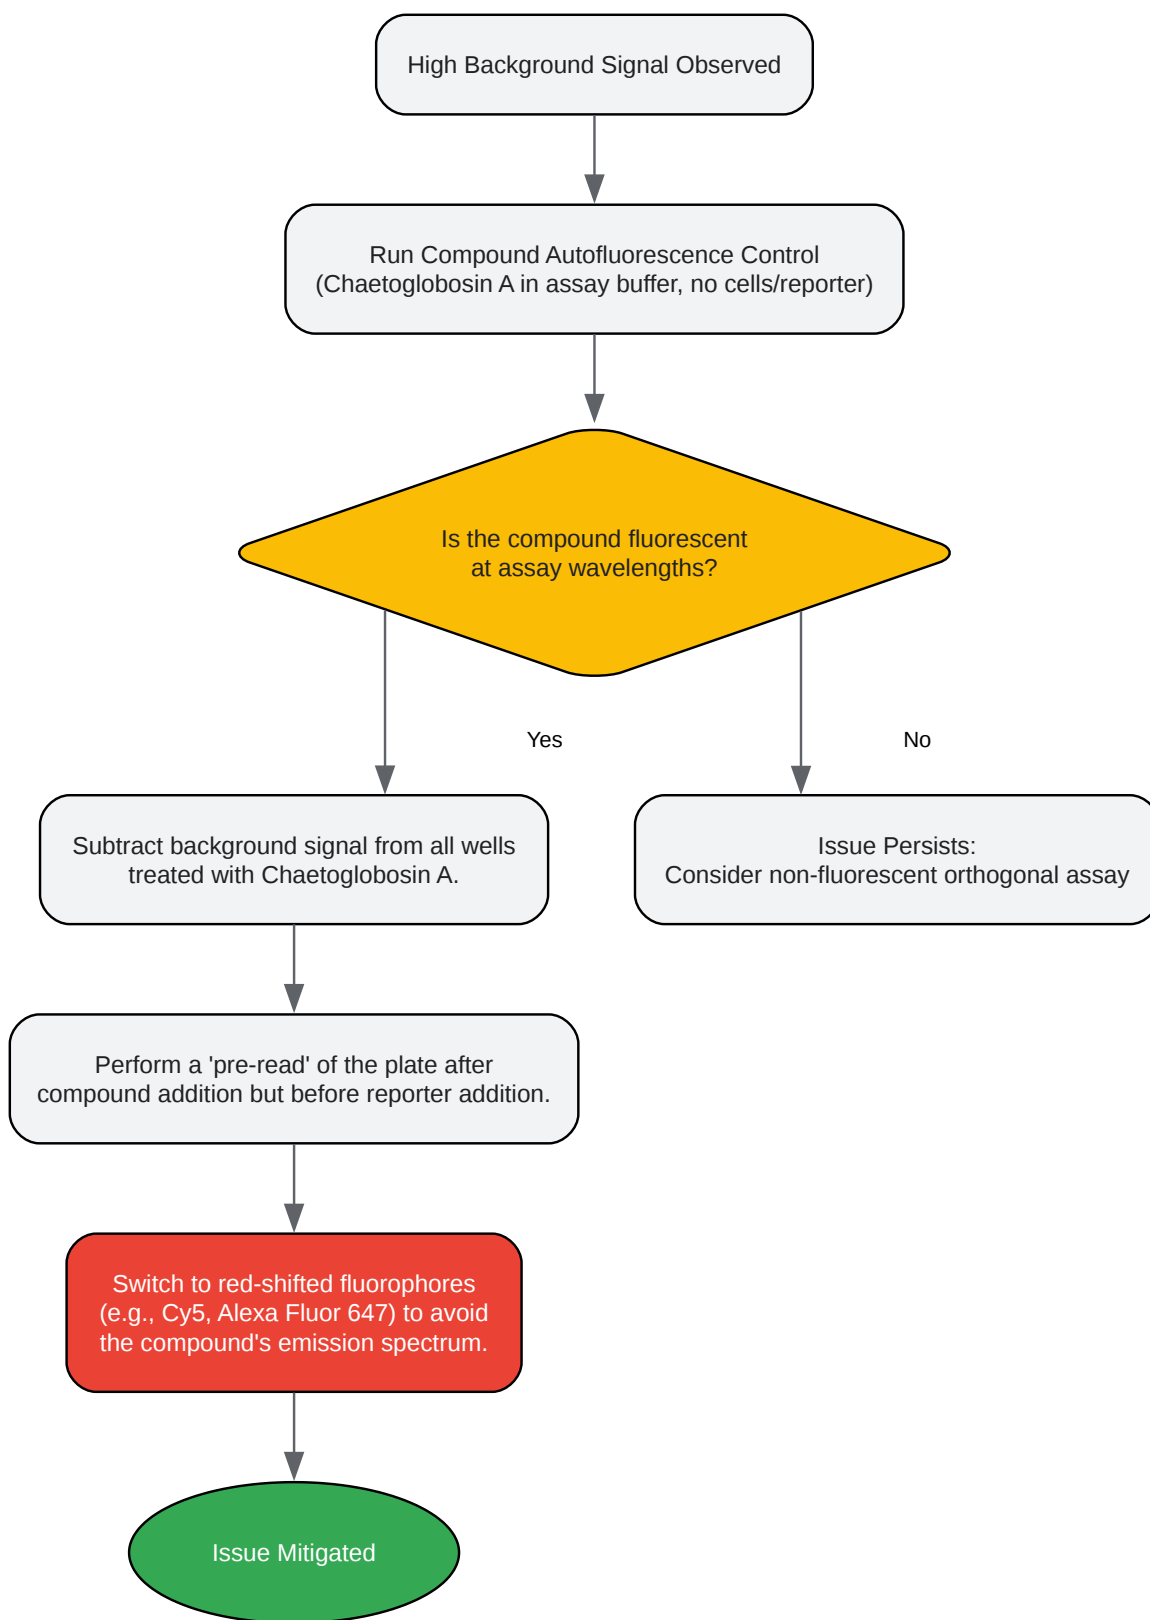 High Background Signal Observed
Run Compound Autofluorescence Control
(Chaetoglobosin A in assay buffer, no cells/reporter)
Is the compound fluorescent
at assay wavelengths?
Yes
No
Subtract background signal from all wells
treated with Chaetoglobosin A.
Issue Persists:
Consider non-fluorescent orthogonal assay
Perform a 'pre-read' of the plate after
compound addition but before reporter addition.
Switch to red-shifted fluorophores
(e.g., Cy5, Alexa Fluor 647) to avoid
the compound's emission spectrum.
Issue Mitigated